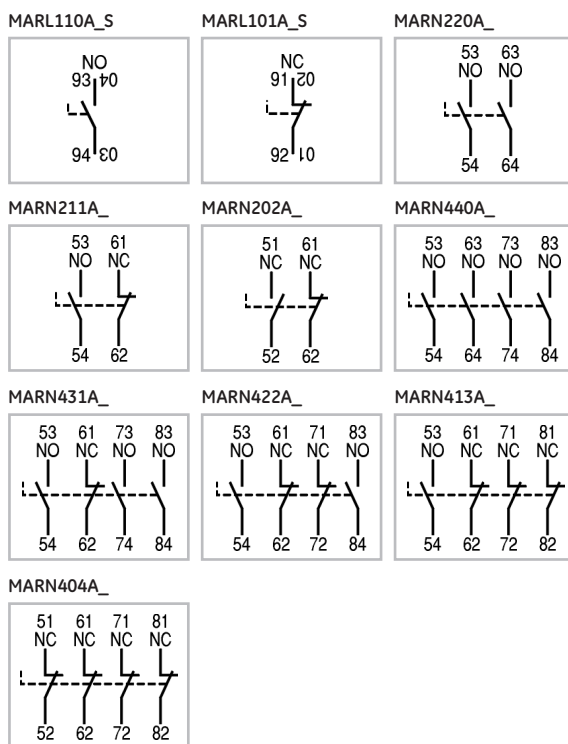 MARL110A_S MARL101A_S MARN220A_
NO
93 04
94 03
NC
91 02
92 01
53 63
NO NO
54 64
MARN211A_ MARN202A_ MARN440A_
53 61
NO NC
54 62
51 61
NC NC
52 62
53 63 73 83
NO NO NO NO
54 64 74 84
MARN431A_ MARN422A_ MARN413A_
53 61 73 83
NO NC NO NO
54 62 74 84
53 61 71 83
NO NC NC NO
54 62 72 84
53 61 71 81
NO NC NC NC
54 62 72 82
MARN404A_
51 61 71 81
NC NC NC NC
52 62 72 82